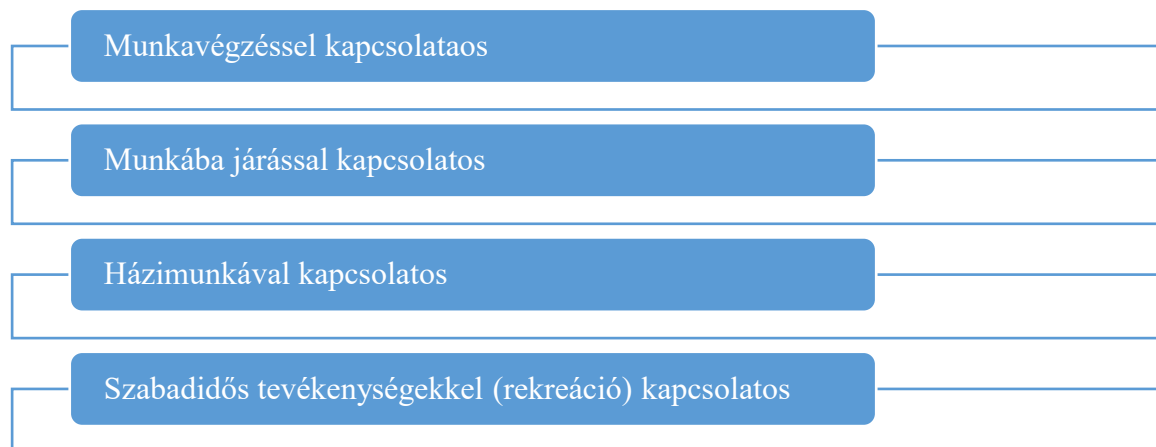 Munkavégzéssel kapcsolataos
Munkába járással kapcsolatos
Házimunkával kapcsolatos
Szabadidős tevékenységekkel (rekreáció) kapcsolatos